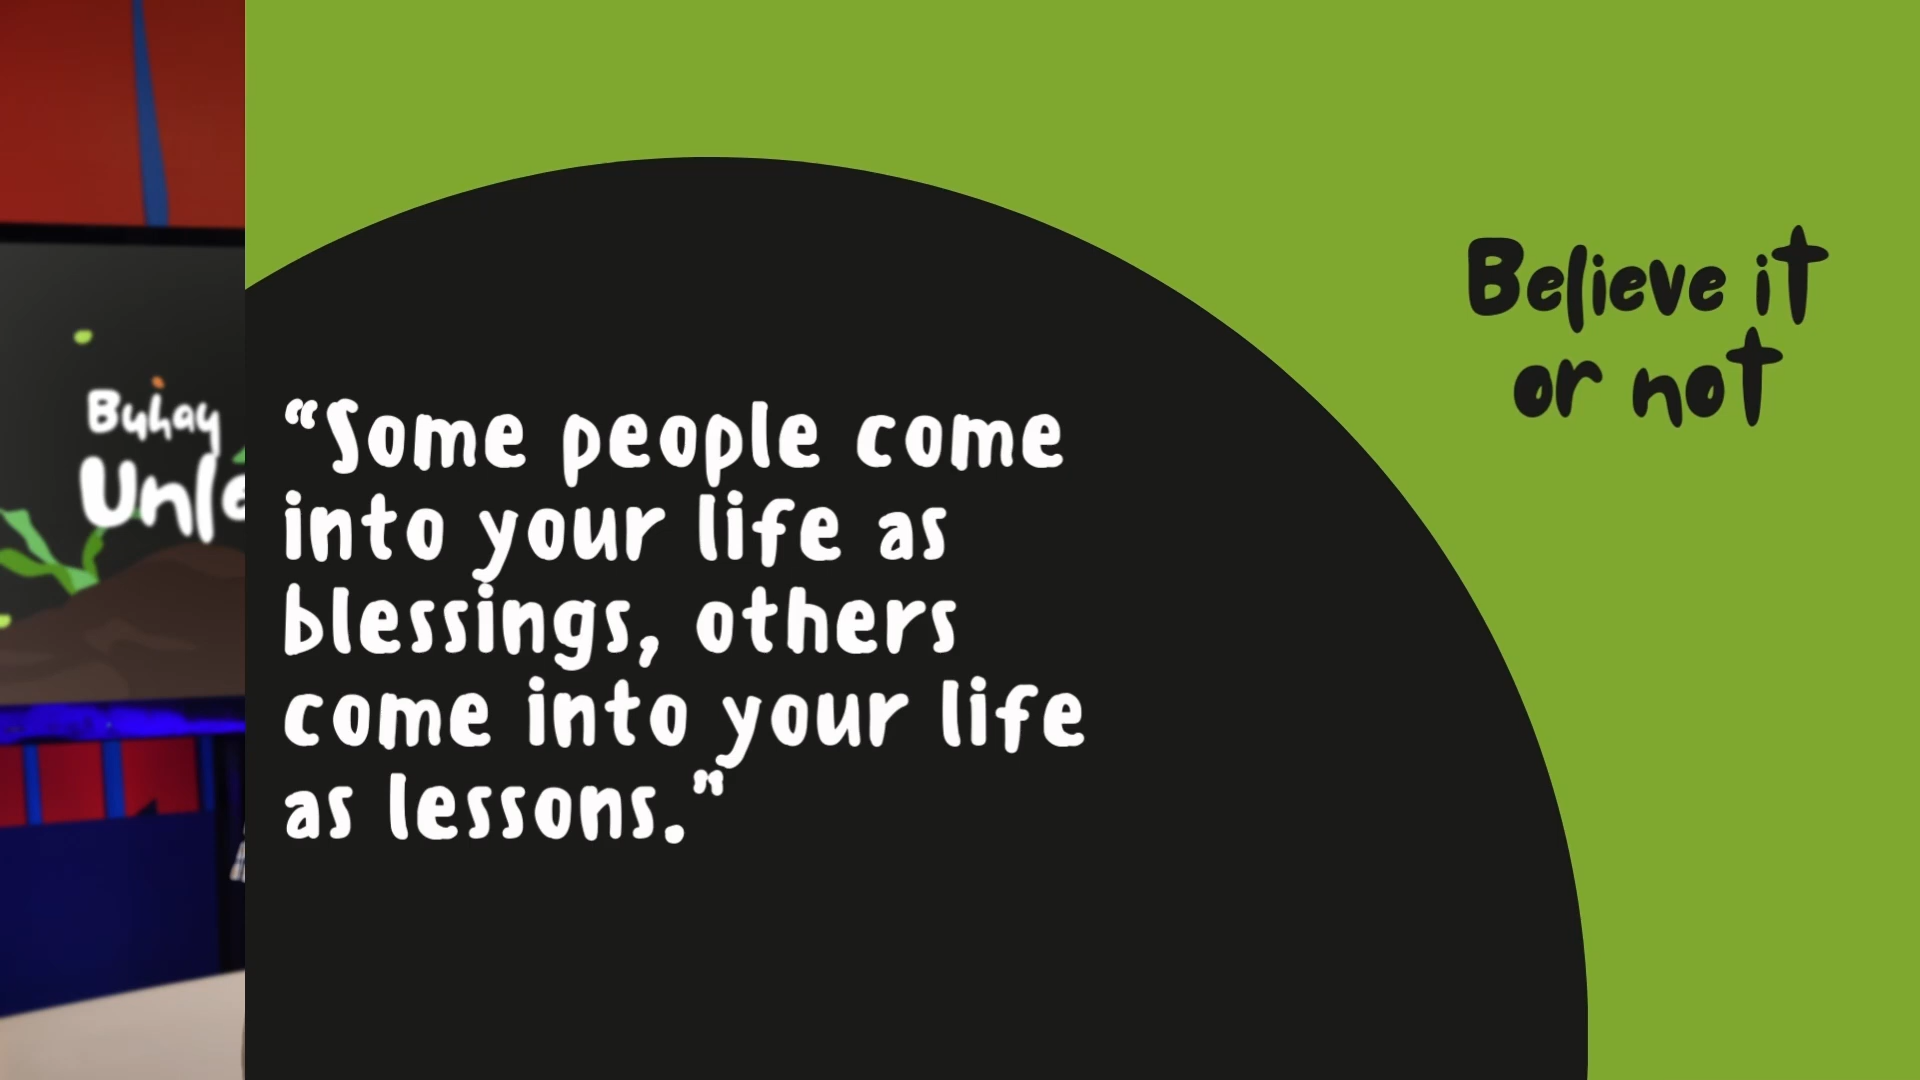 Buhay
“Some people come
into your life as
blessings, others
come into your life
as lessons.”
Believe it
or not